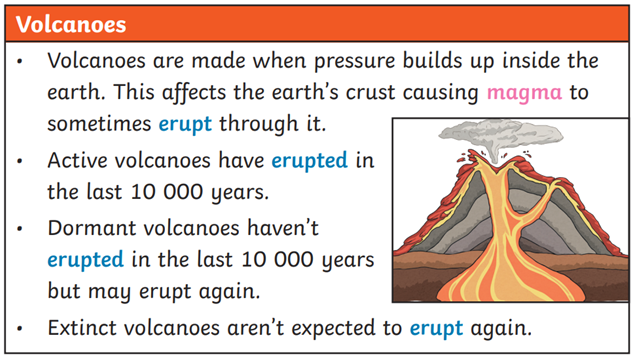 Volcanoes
• Volcanoes are made when pressure builds up inside the
earth. This affects the earth's crust causing magma to
sometimes erupt through it.
• Active volcanoes have erupted in
the last 10 000 years.
• Dormant volcanoes haven't
erupted in the last 10 000 years
but may erupt again.
• Extinct volcanoes aren't expected to erupt again.